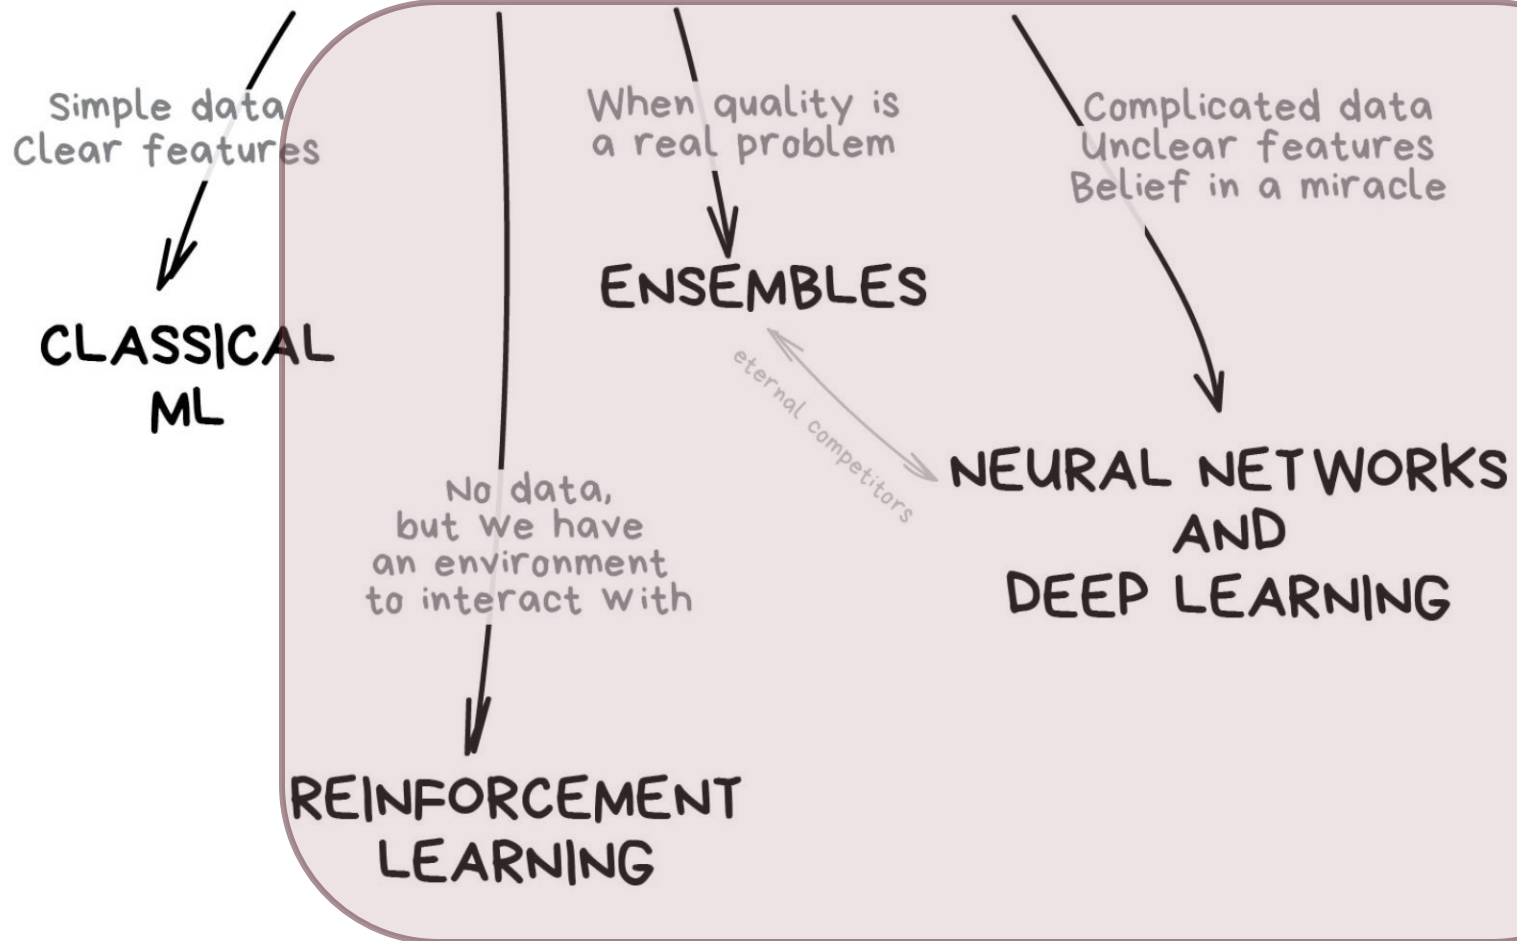 Simple data
Clear features
CLASSICAL
ML
No data,
but we have
an environment
to interact with
REINFORCEMENT
LEARNING
When quality is
a real problem
ENSEMBLES
eternal competitors
Complicated data
Unclear features
Belief in a miracle
NEURAL NETWORKS
AND
DEEP LEARNING